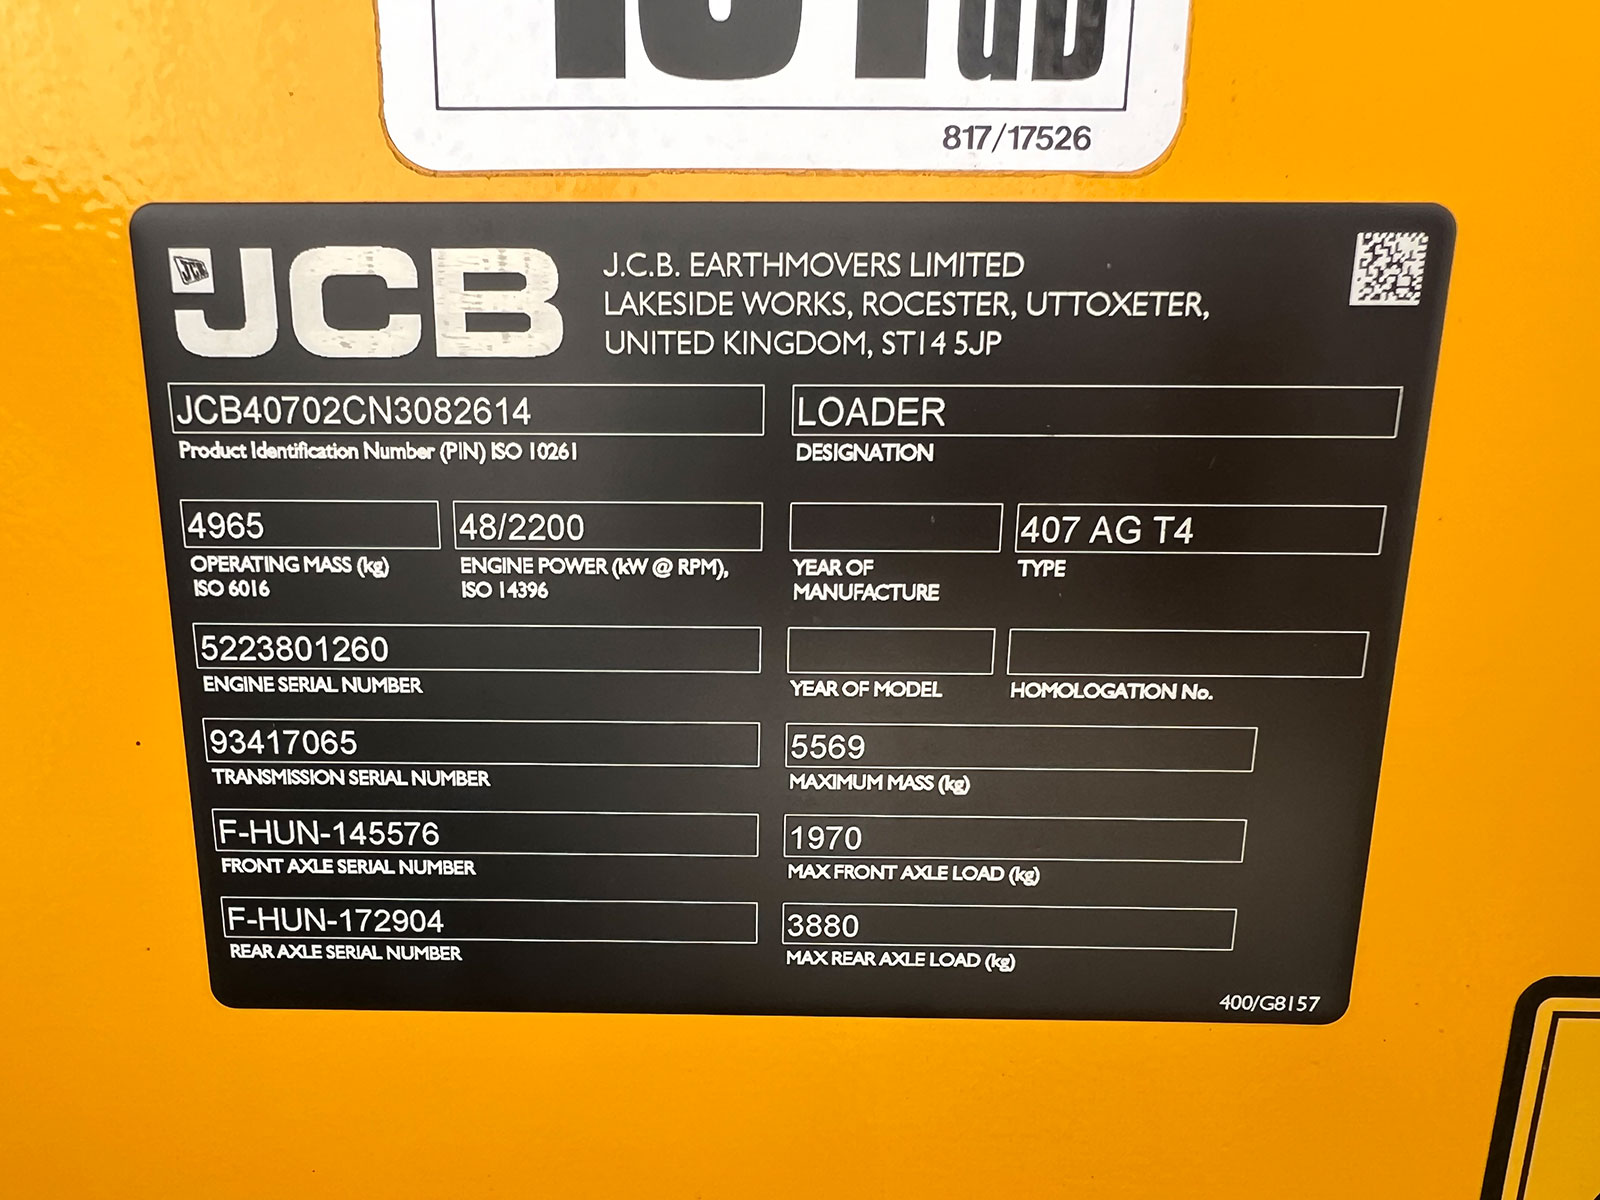 dB
817/17526
JCB
JCB
J.C.B. EARTHMOVERS LIMITED
LAKESIDE WORKS, ROCESTER, UTTOXETER,
UNITED KINGDOM, ST14 5JP
JCB40702CN3082614
Product Identification Number (PIN) ISO 10261
LOADER
DESIGNATION
4965
OPERATING MASS (kg)
ISO 6016
48/2200
ENGINE POWER (kW @ RPM),
ISO 14396
YEAR OF
MANUFACTURE
407 AG T4
TYPE
5223801260
ENGINE SERIAL NUMBER
YEAR OF MODEL
HOMOLOGATION No.
93417065
TRANSMISSION SERIAL NUMBER
5569
MAXIMUM MASS (kg)
F-HUN-145576
FRONT AXLE SERIAL NUMBER
1970
MAX FRONT AXLE LOAD (kg)
F-HUN-172904
REAR AXLE SERIAL NUMBER
3880
MAX REAR AXLE LOAD (kg)
400/G8157